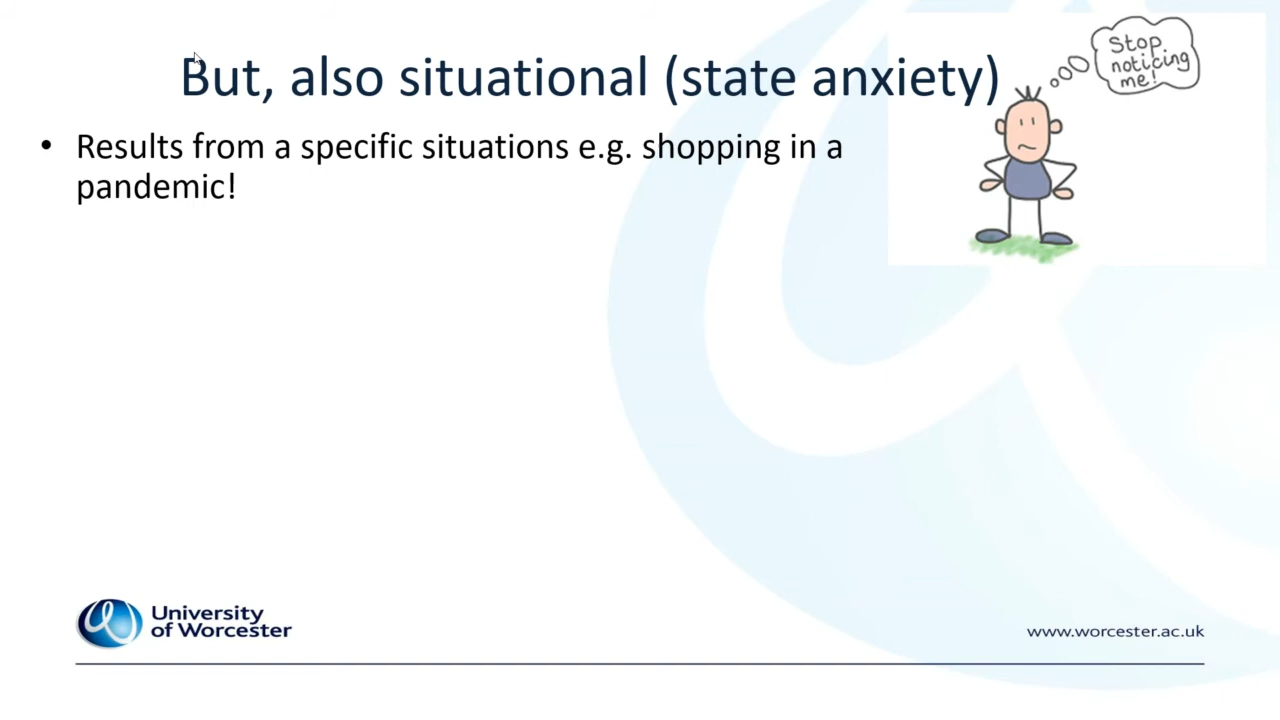 But, also situational (state anxiety)
Stop
noticing
me!
• Results from a specific situations e.g. shopping in a
pandemic!
University
of Worcester
www.worcester.ac.uk